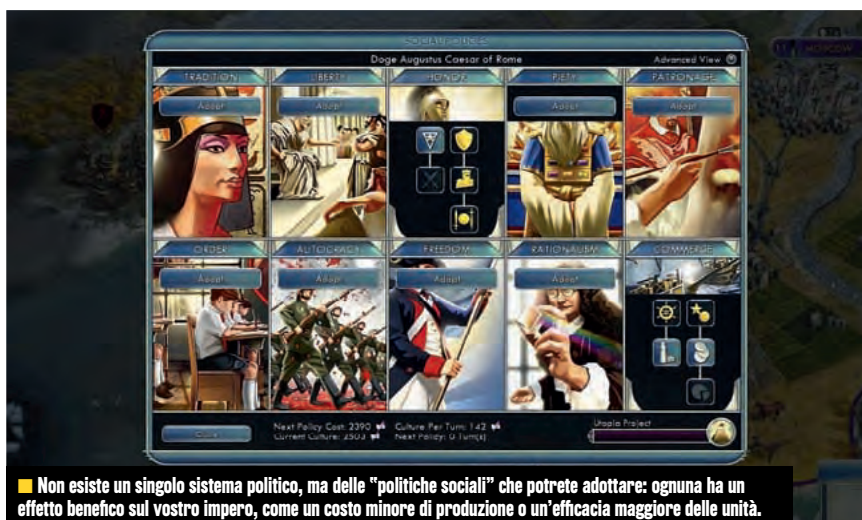 SOCIAL POLICIES
Doge Augustus Caesar of Rome
Advanced View
MOSCOW
TRADITION
LIBERTY
HONOR
PIETY
PATRONAGE
Adopt
Adopt
Adopt
Adopt
ORDER
AUTOCRACY
FREEDOM
RATIONALISM
COMMERCE
Adopt
Adopt
Adopt
Adopt
Close
Next Policy Cost: 2390
Culture Per Turn: 142
Utopia Project
Current Culture: 2503
Next Policy: 0 Turn(s)
Non esiste un singolo sistema politico, ma delle “politiche sociali” che potrete adottare: ognuna ha un
effetto benefico sul vostro impero, come un costo minore di produzione o un’efficacia maggiore delle unità.